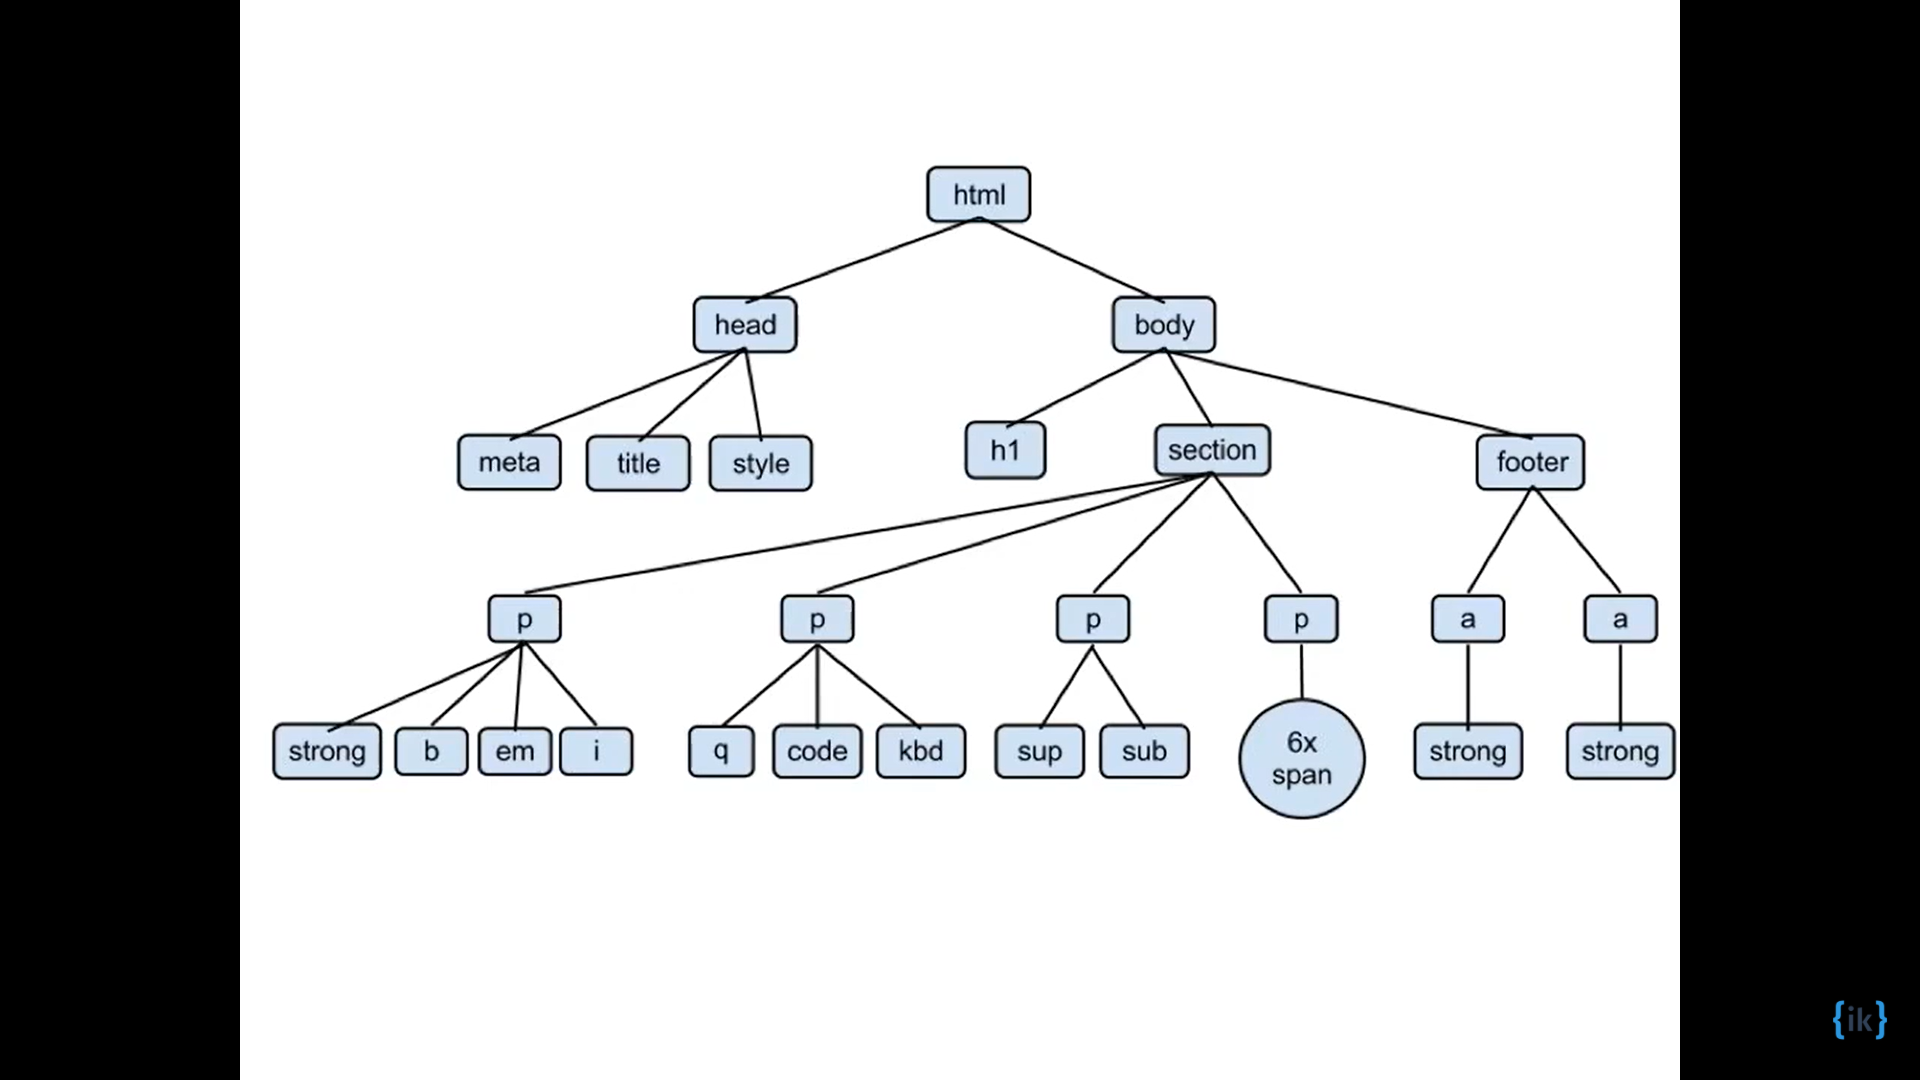 html
head
body
meta
title
style
h1
section
footer
p
p
p
p
a
a
strong
b
em
i
q
code
kbd
sup
sub
6x
span
strong
strong
{ik}